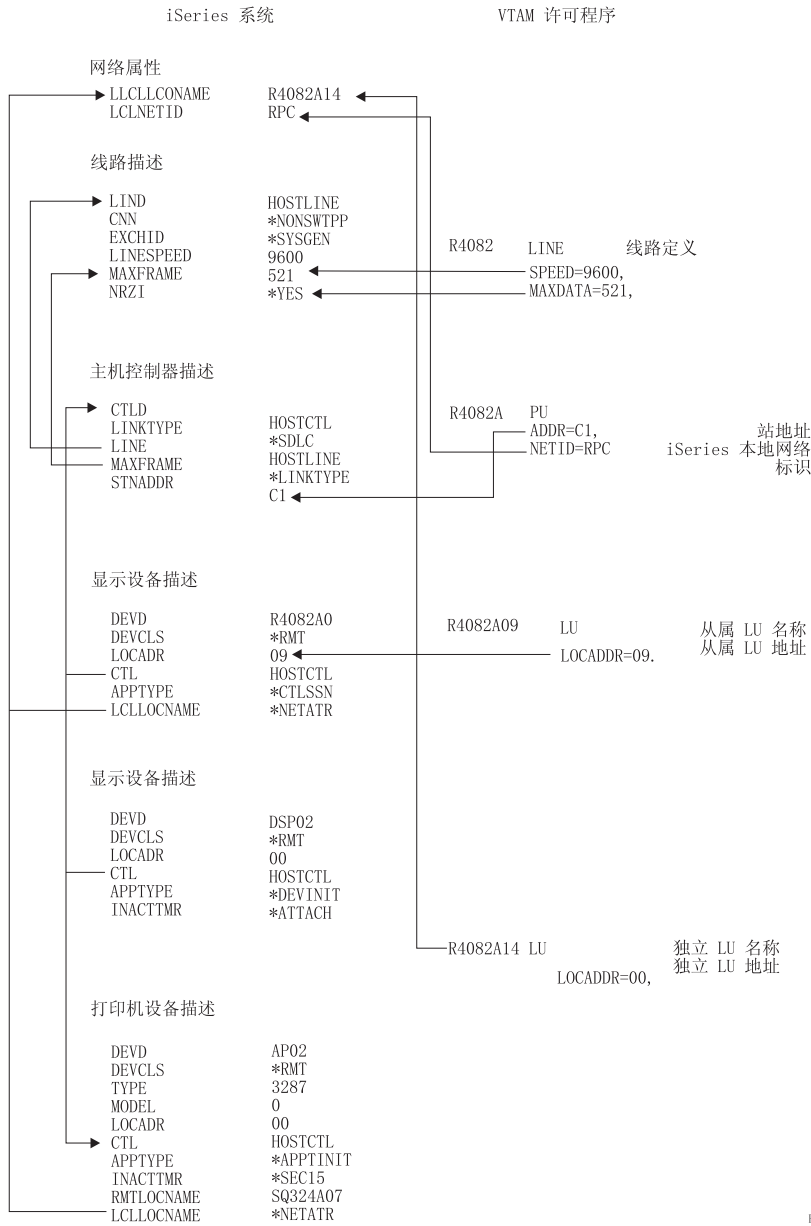 iSeries 系统 VTAM 许可程序
网络属性
LLCLLCONAME R4082A14
LCLNETID RPC
线路描述
LIND HOSTLINE
CNN *NONSWTPP
EXCHID *SYSGEN
LINESPEED 9600
MAXFRAME 521
NRZI *YES
R4082 LINE 线路定义
SPEED=9600,
MAXDATA=521,
主机控制器描述
CTLD HOSTCTL
LINKTYPE *SDLC
LINE HOSTLINE
MAXFRAME *LINKTYPE
STNADDR C1
R4082A PU
ADDR=C1, 站地址
NETID=RPC iSeries 本地网络
标识
显示设备描述
DEVD R4082A0
DEVCLS *RMT
LOCADR 09
CTL HOSTCTL
APPTYPE *CTLSSN
LCLLOCNAME *NETATR
R4082A09 LU 从属 LU 名称
LOCADDR=09. 从属 LU 地址
显示设备描述
DEVD DSP02
DEVCLS *RMT
LOCADR 00
CTL HOSTCTL
APPTYPE *DEVINIT
INACTTMR *ATTACH
R4082A14 LU 独立 LU 名称
LOCADDR=00, 独立 LU 地址
打印机设备描述
DEVD AP02
DEVCLS *RMT
TYPE 3287
MODEL 0
LOCADR 00
CTL HOSTCTL
APPTYPE *APPTINIT
INACTTMR *SEC15
RMTLOCNAME SQ324A07
LCLLOCNAME *NETATR